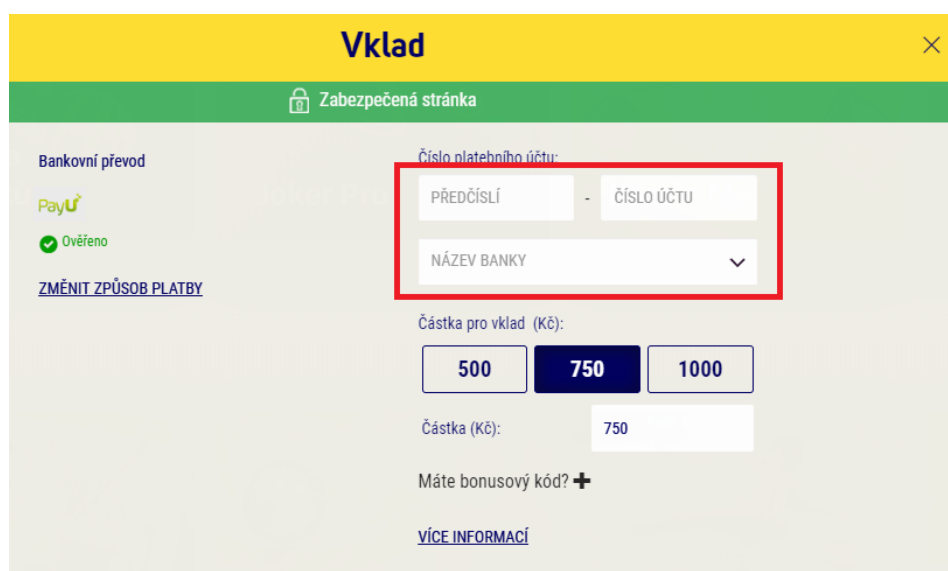 Vklad
Zabezpečená stránka
Bankovní převod
PayU
Ověřeno
ZMĚNIT ZPŮSOB PLATBY
Číslo platebního účtu:
PŘEDČÍSLÍ - ČÍSLO ÚČTU
NÁZEV BANKY
Částka pro vklad (Kč):
500 750 1000
Částka (Kč): 750
Máte bonusový kód? +
VÍCE INFORMACÍ